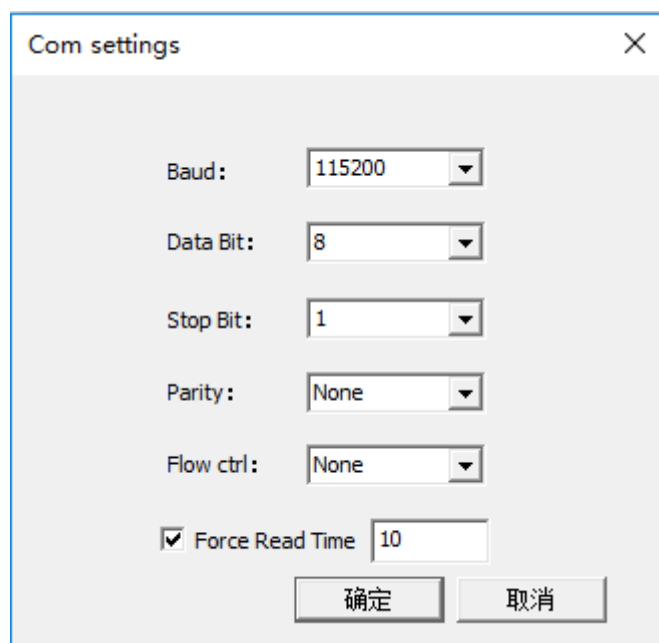 Com settings
Baud: 115200
Data Bit: 8
Stop Bit: 1
Parity: None
Flow ctrl: None
Force Read Time 10
确定 取消